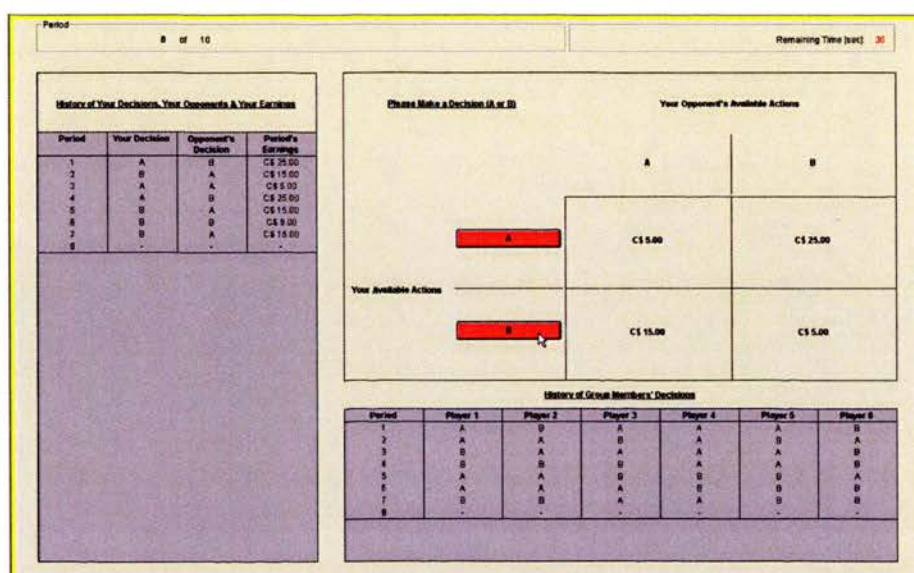 Period
8 of 10
Remaining Time [sec]: 30
History of Your Decisions, Your Opponents & Your Earnings
Period Your Decision Opponent's Decision Period's Earnings
1 A B C$ 25.00
2 B A C$ 15.00
3 A A C$ 5.00
4 A B C$ 25.00
5 B A C$ 15.00
6 B B C$ 5.00
7 B A C$ 15.00
8 - - -
Please Make a Decision (A or B)
Your Opponent's Available Actions
A B
A C$ 5.00 C$ 25.00
Your Available Actions
B C$ 15.00 C$ 5.00
History of Group Members' Decisions
Period Player 1 Player 2 Player 3 Player 4 Player 5 Player 6
1 A B A A A B
2 A A B A B A
3 B A A A A B
4 B B B A A B
5 A A B B B A
6 A A A B B B
7 B B A A B B
8 - - - - - -